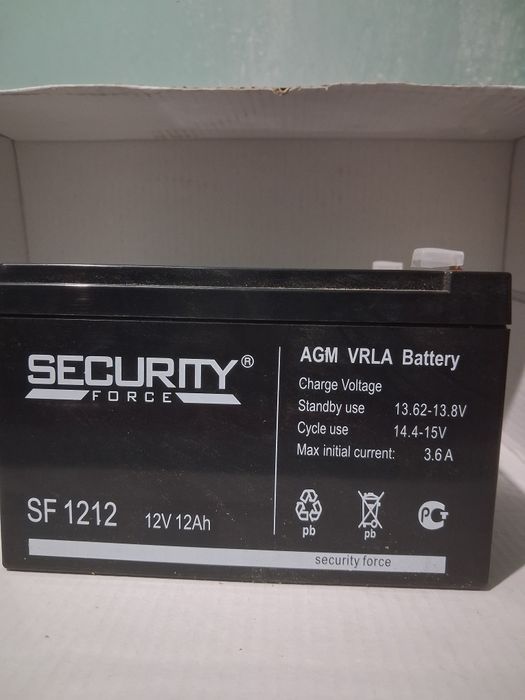 SECURITY®
FORCE
SF 1212 12V 12Ah
AGM VRLA Battery
Charge Voltage
Standby use 13.62-13.8V
Cycle use 14.4-15V
Max initial current: 3.6 A
pb pb РСТ
security force